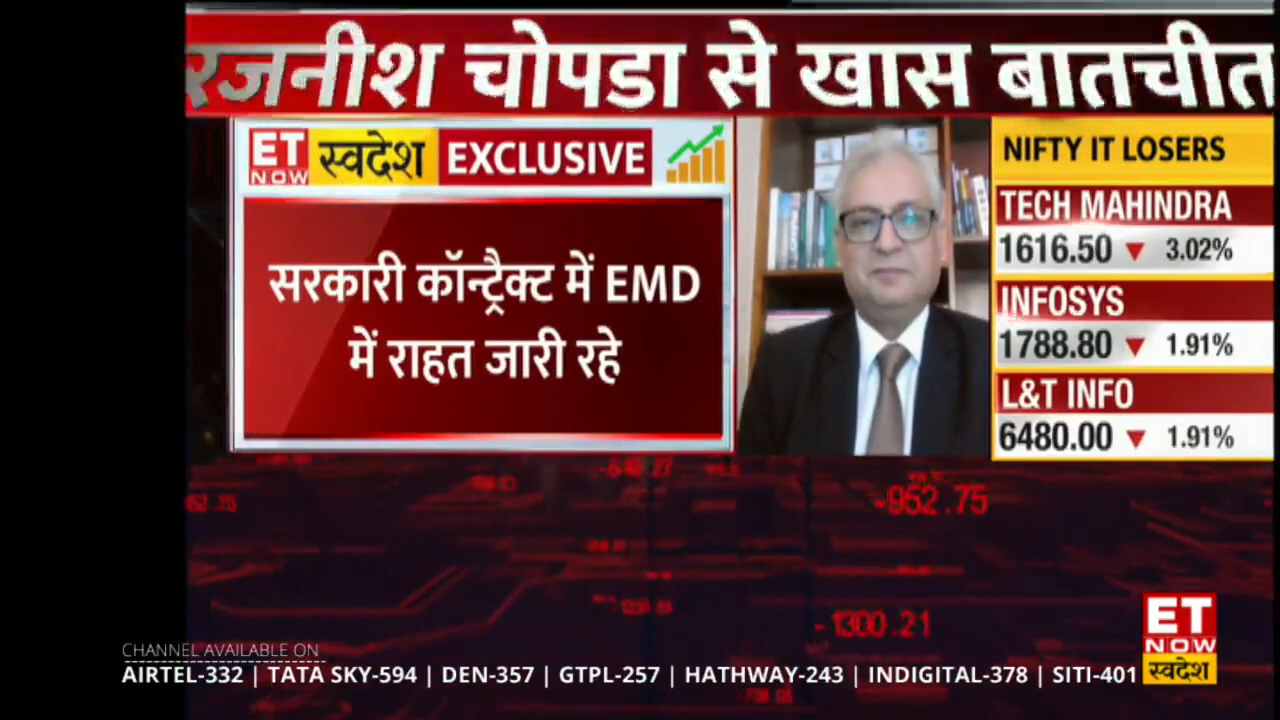 रजनीश चोपडा से खास बातचीत
ET NOW स्वदेश EXCLUSIVE
सरकारी कॉन्ट्रैक्ट में EMD
में राहत जारी रहे
NIFTY IT LOSERS
TECH MAHINDRA
1616.50 ▼ 3.02%
INFOSYS
1788.80 ▼ 1.91%
L&T INFO
6480.00 ▼ 1.91%
-952.75
-1300.21
CHANNEL AVAILABLE ON
AIRTEL-332 | TATA SKY-594 | DEN-357 | GTPL-257 | HATHWAY-243 | INDIGITAL-378 | SITI-401
ET
NOW
स्वदेश